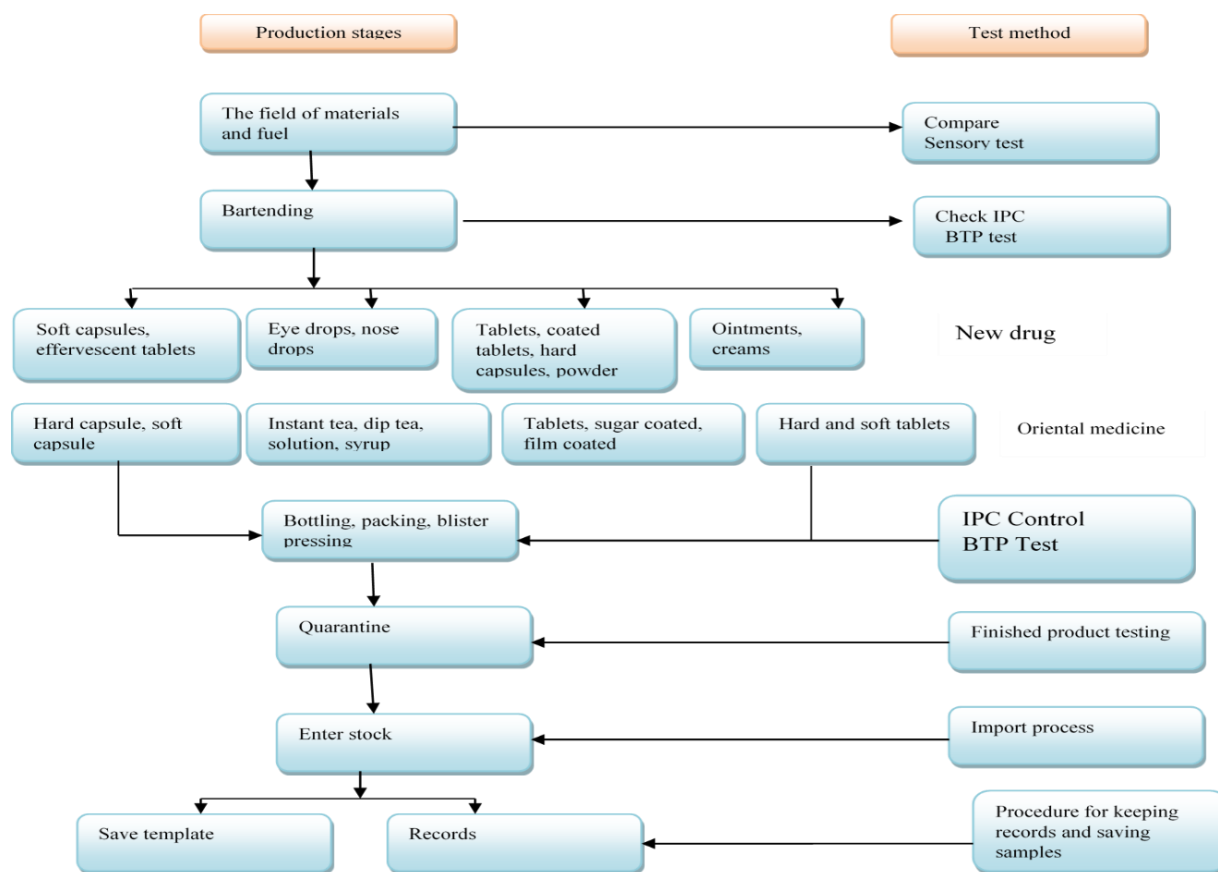 Production stages
Test method
The field of materials
and fuel
Compare
Sensory test
Bartending
Check IPC
BTP test
Soft capsules,
effervescent tablets
Eye drops, nose
drops
Tablets, coated
tablets, hard
capsules, powder
Ointments,
creams
New drug
Hard capsule, soft
capsule
Instant tea, dip tea,
solution, syrup
Tablets, sugar coated,
film coated
Hard and soft tablets
Oriental medicine
Bottling, packing, blister
pressing
IPC Control
BTP Test
Quarantine
Finished product testing
Enter stock
Import process
Save template
Records
Procedure for keeping
records and saving
samples